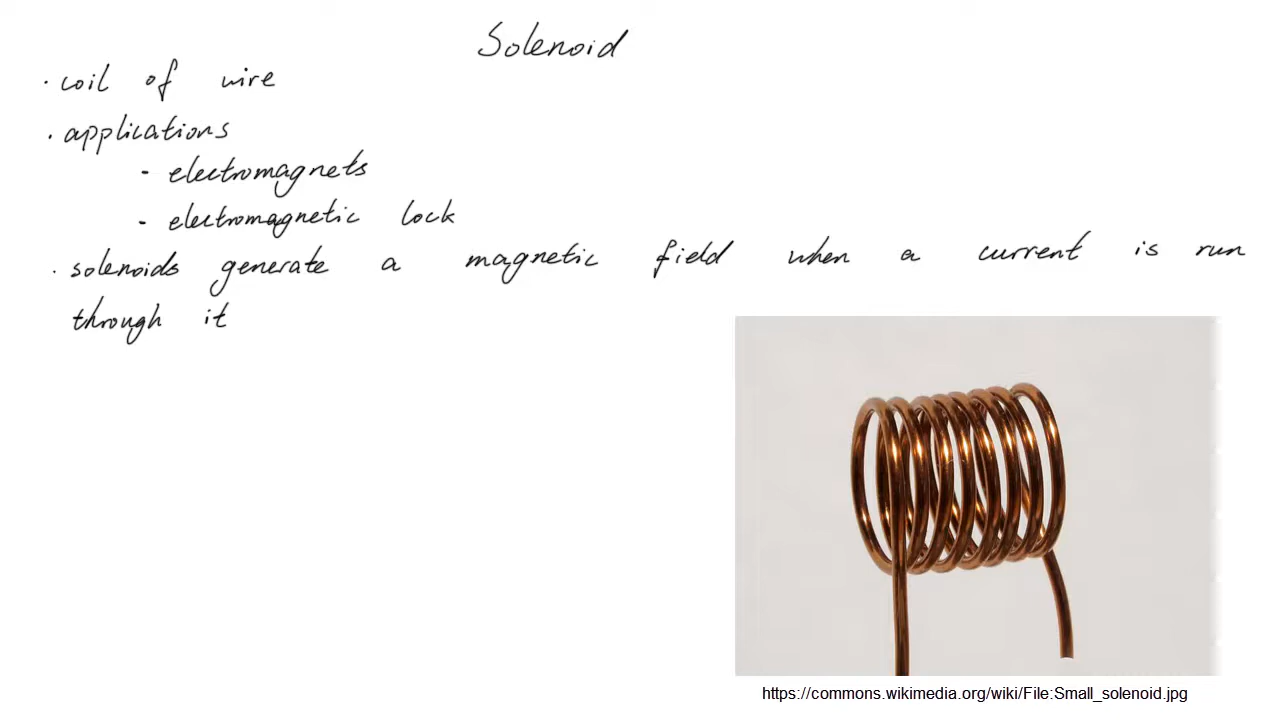 Solenoid
· coil of wire
· applications
- electromagnets
- electromagnetic lock
· solenoids generate a magnetic field when a current is run
through it
https://commons.wikimedia.org/wiki/File:Small_solenoid.jpg